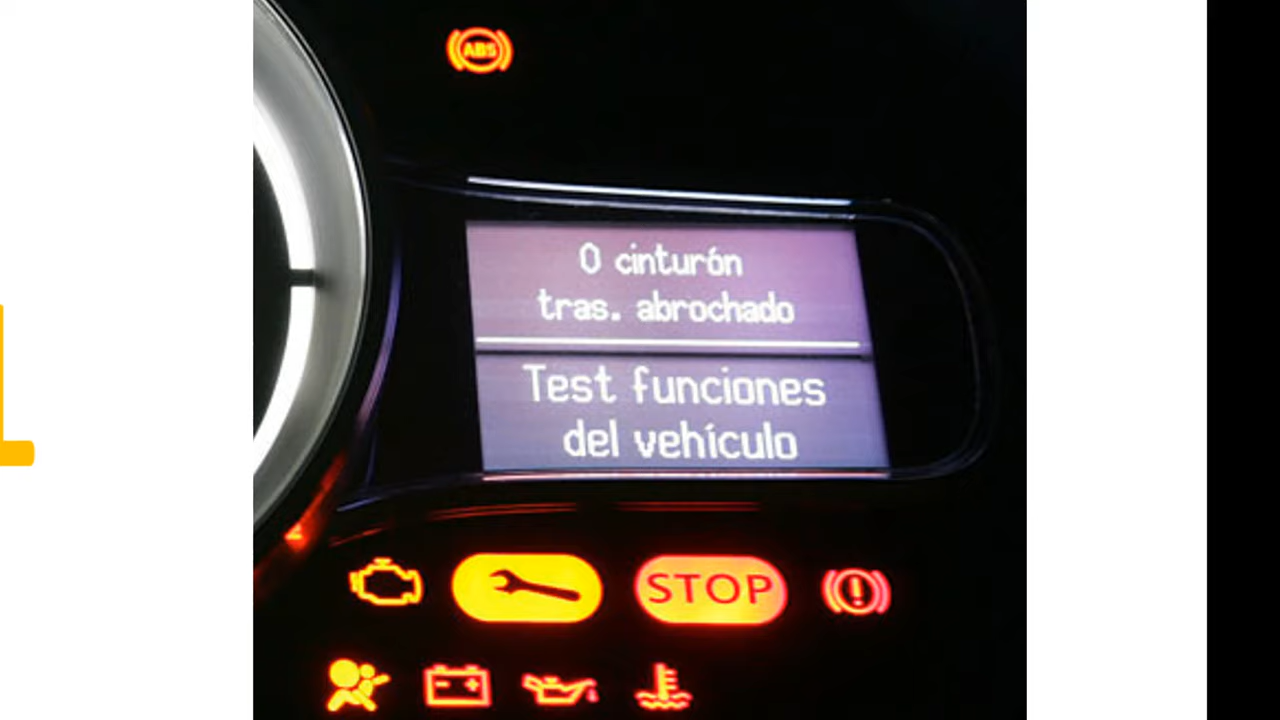 ABS
0 cinturón
tras. abrochado
Test funciones
del vehículo
STOP